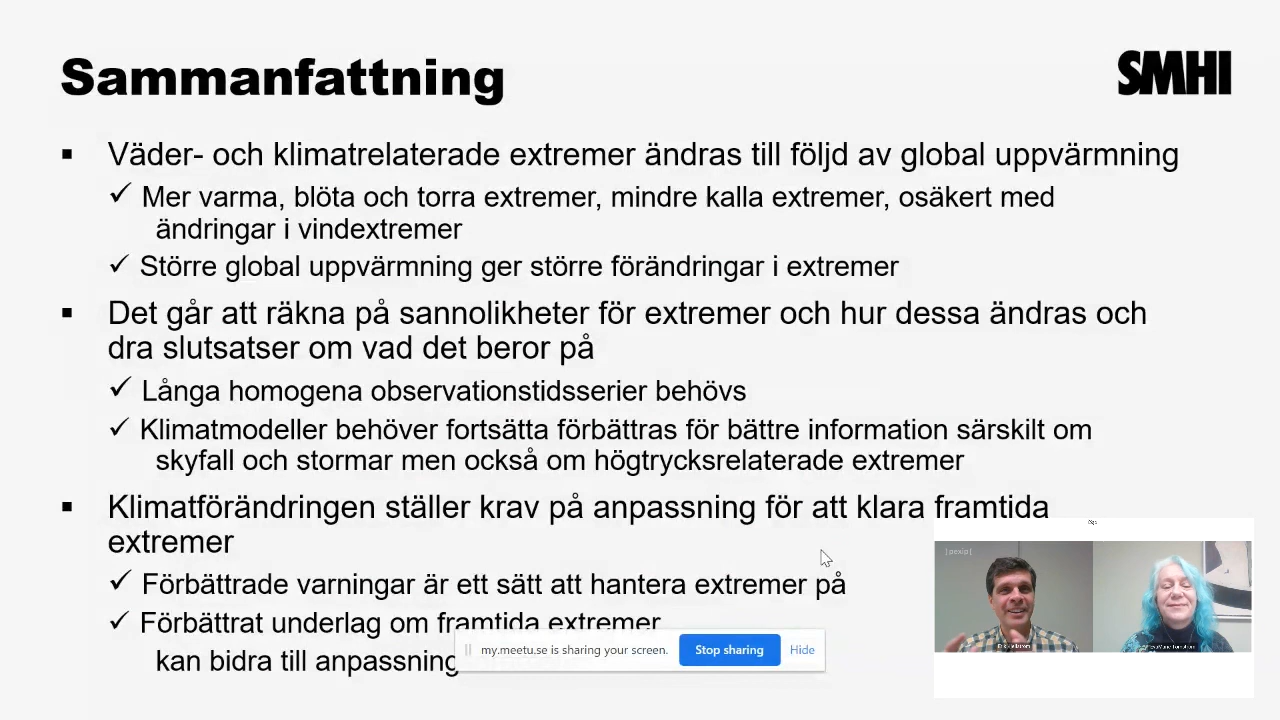 Sammanfattning
SMHI
Väder- och klimatrelaterade extremer ändras till följd av global uppvärmning
Mer varma, blöta och torra extremer, mindre kalla extremer, osäkert med
ändringar i vindextremer
Större global uppvärmning ger större förändringar i extremer
Det går att räkna på sannolikheter för extremer och hur dessa ändras och
dra slutsatser om vad det beror på
Långa homogena observationstidsserier behövs
Klimatmodeller behöver fortsätta förbättras för bättre information särskilt om
skyfall och stormar men också om högtrycksrelaterade extremer
Klimatförändringen ställer krav på anpassning för att klara framtida
extremer
Förbättrade varningar är ett sätt att hantera extremer på
Förbättrat underlag om framtida extremer
kan bidra till anpassning
my.meetu.se is sharing your screen.
Stop sharing
Hide
[pexip]